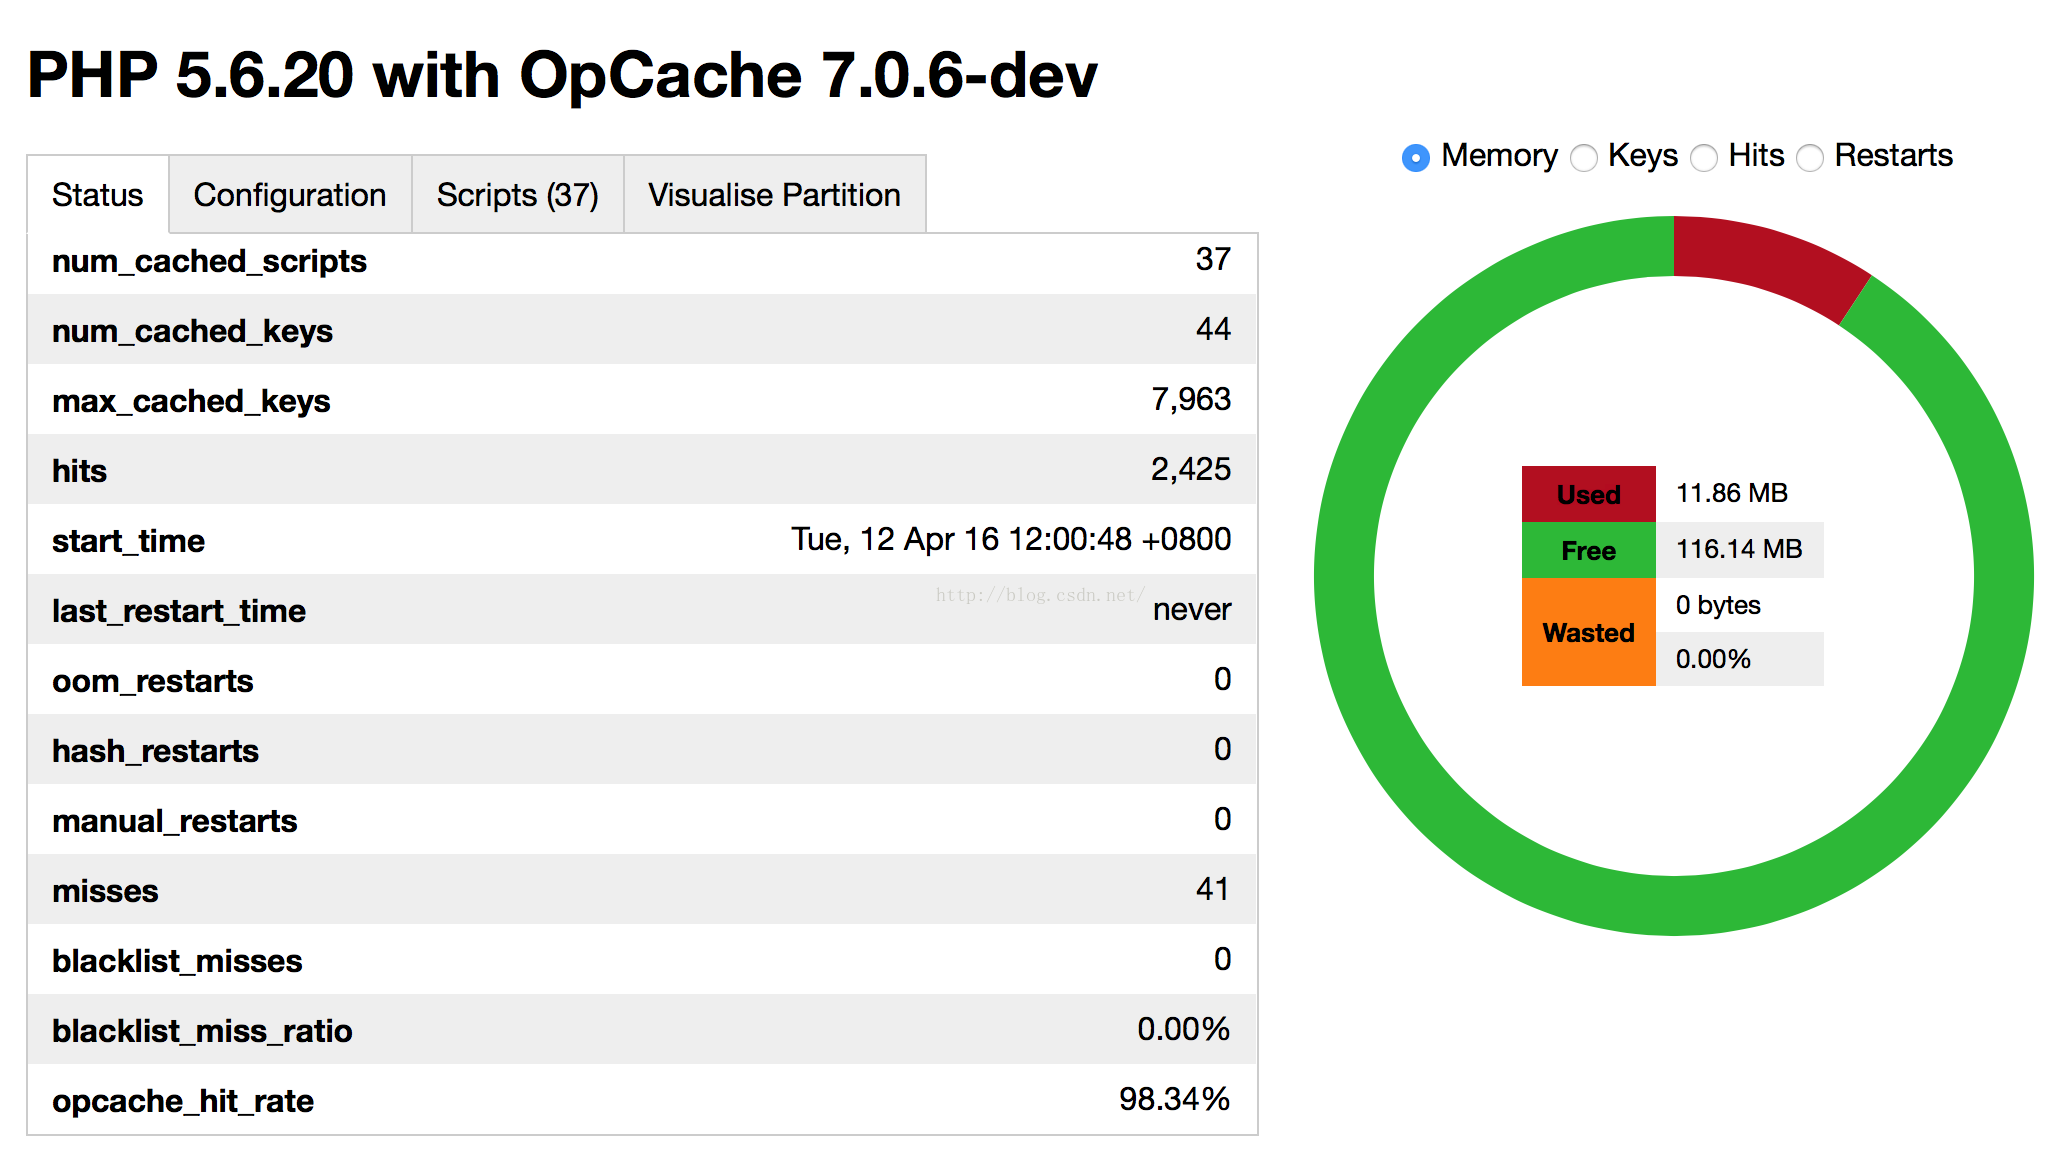 PHP 5.6.20 with OpCache 7.0.6-dev
Status Configuration Scripts (37) Visualise Partition
num_cached_scripts 37
num_cached_keys 44
max_cached_keys 7,963
hits 2,425
start_time Tue, 12 Apr 16 12:00:48 +0800
http://blog.csdn.net/
last_restart_time never
oom_restarts 0
hash_restarts 0
manual_restarts 0
misses 41
blacklist_misses 0
blacklist_miss_ratio 0.00%
opcache_hit_rate 98.34%
Memory Keys Hits Restarts
Used 11.86 MB
Free 116.14 MB
Wasted 0 bytes
0.00%